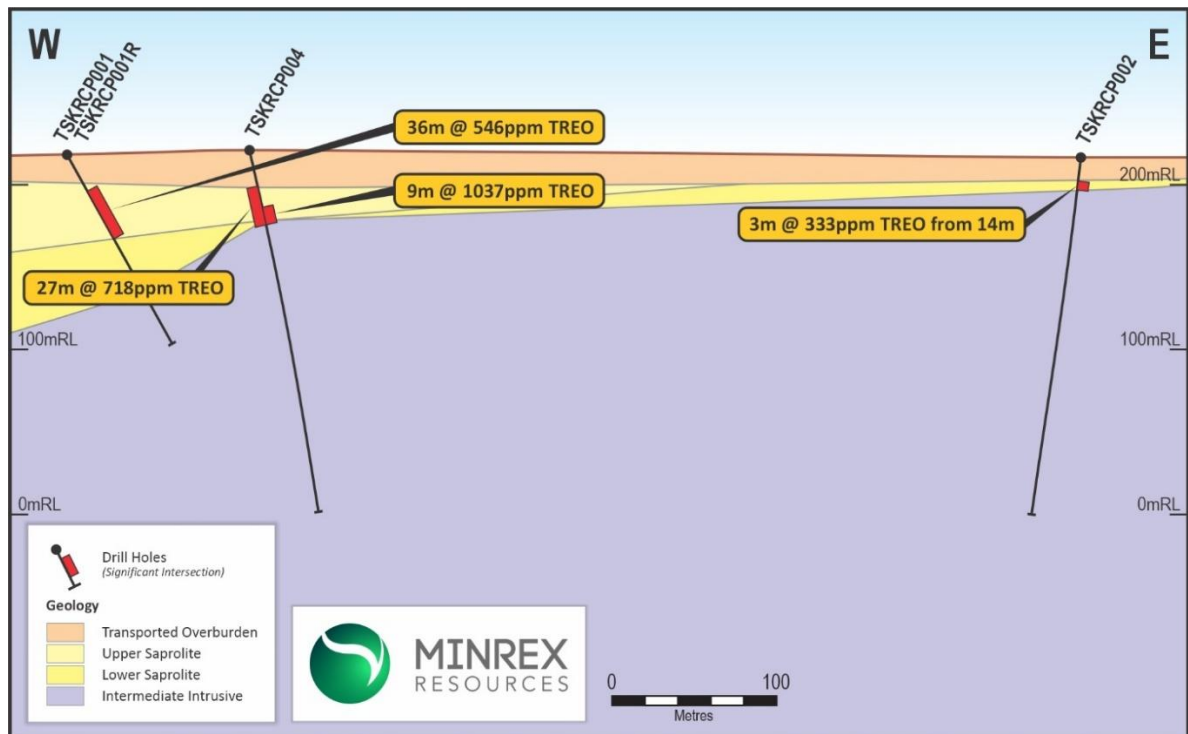 W
E
TSKRCP001
TSKRCP001R
TSKRCP004
TSKRCP002
36m @ 546ppm TREO
9m @ 1037ppm TREO
3m @ 333ppm TREO from 14m
27m @ 718ppm TREO
200mRL
100mRL
100mRL
0mRL
0mRL
Drill Holes
(Significant Intersection)
Geology
Transported Overburden
Upper Saprolite
Lower Saprolite
Intermediate Intrusive
MINREX
RESOURCES
0
100
Metres